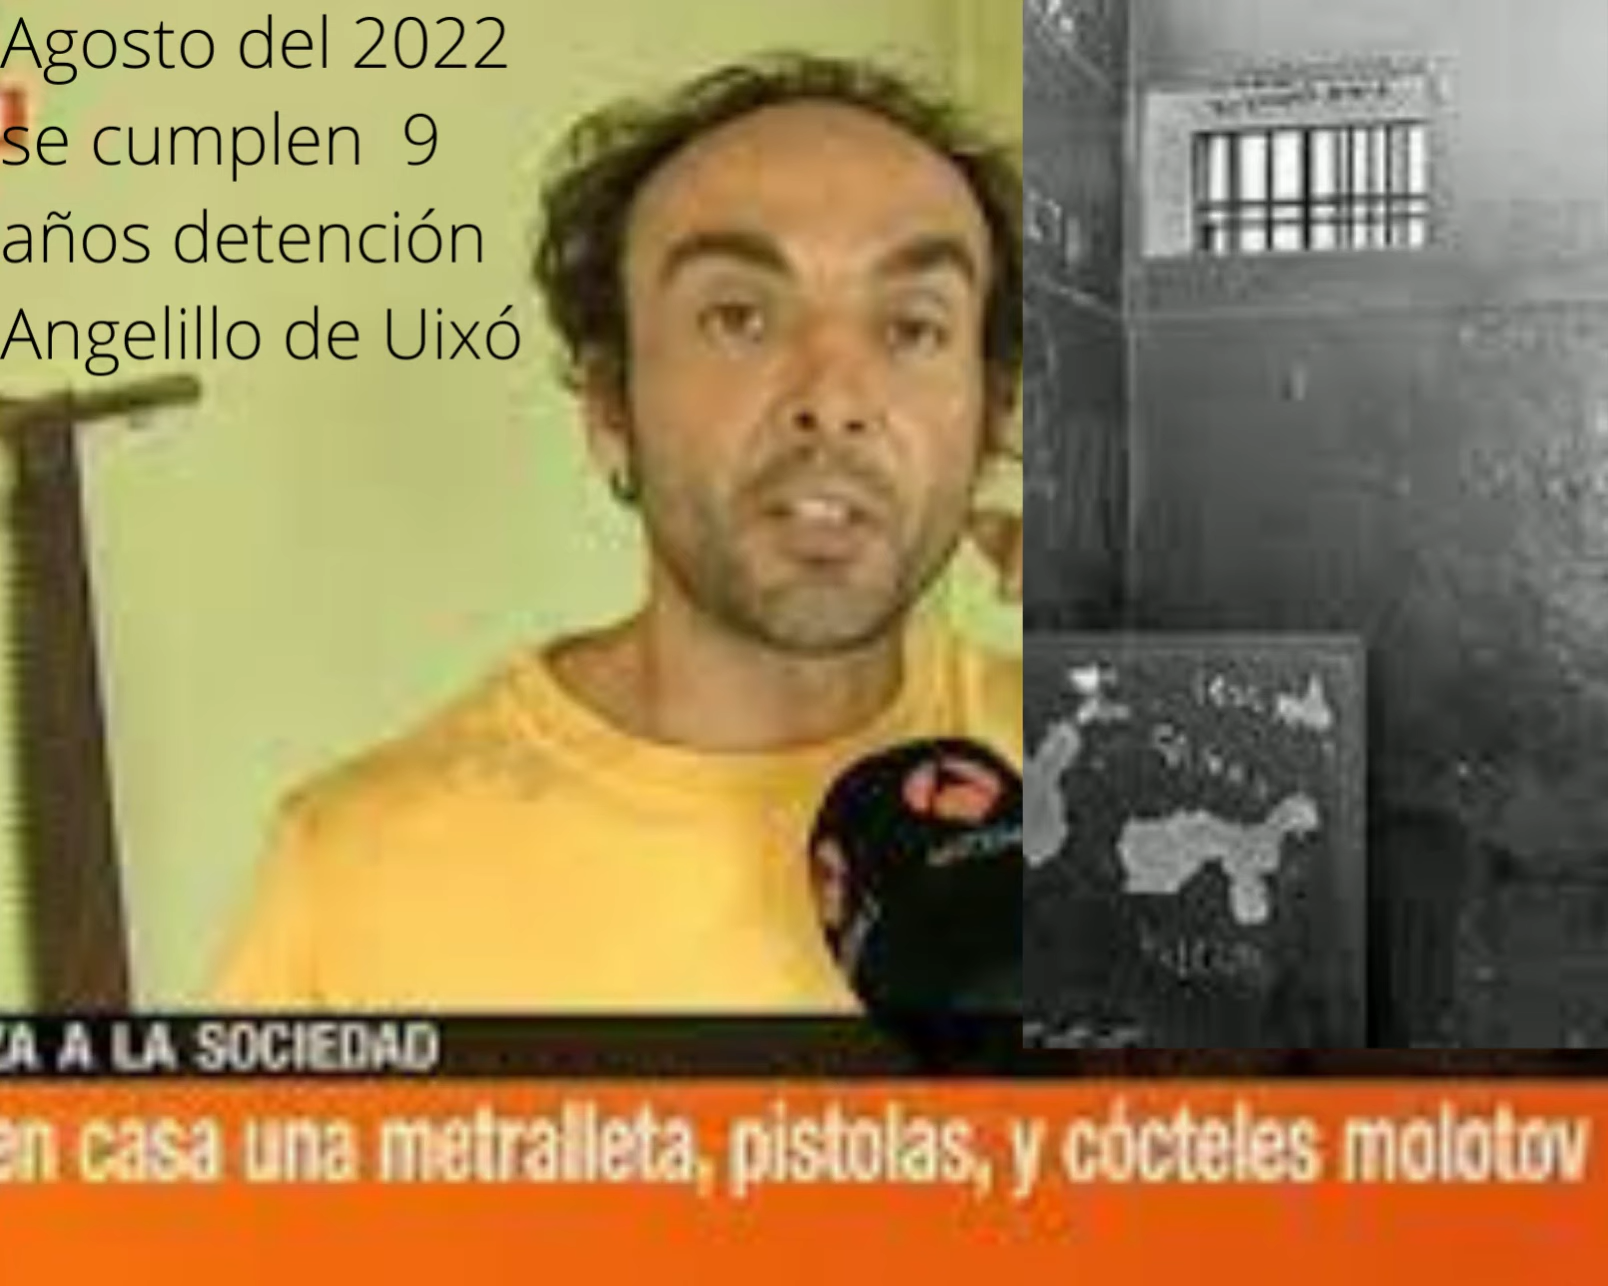 Agosto del 2022
se cumplen 9
años detención
Angelillo de Uixó
ZA A LA SOCIEDAD
en casa una metralleta, pistolas, y cócteles molotov